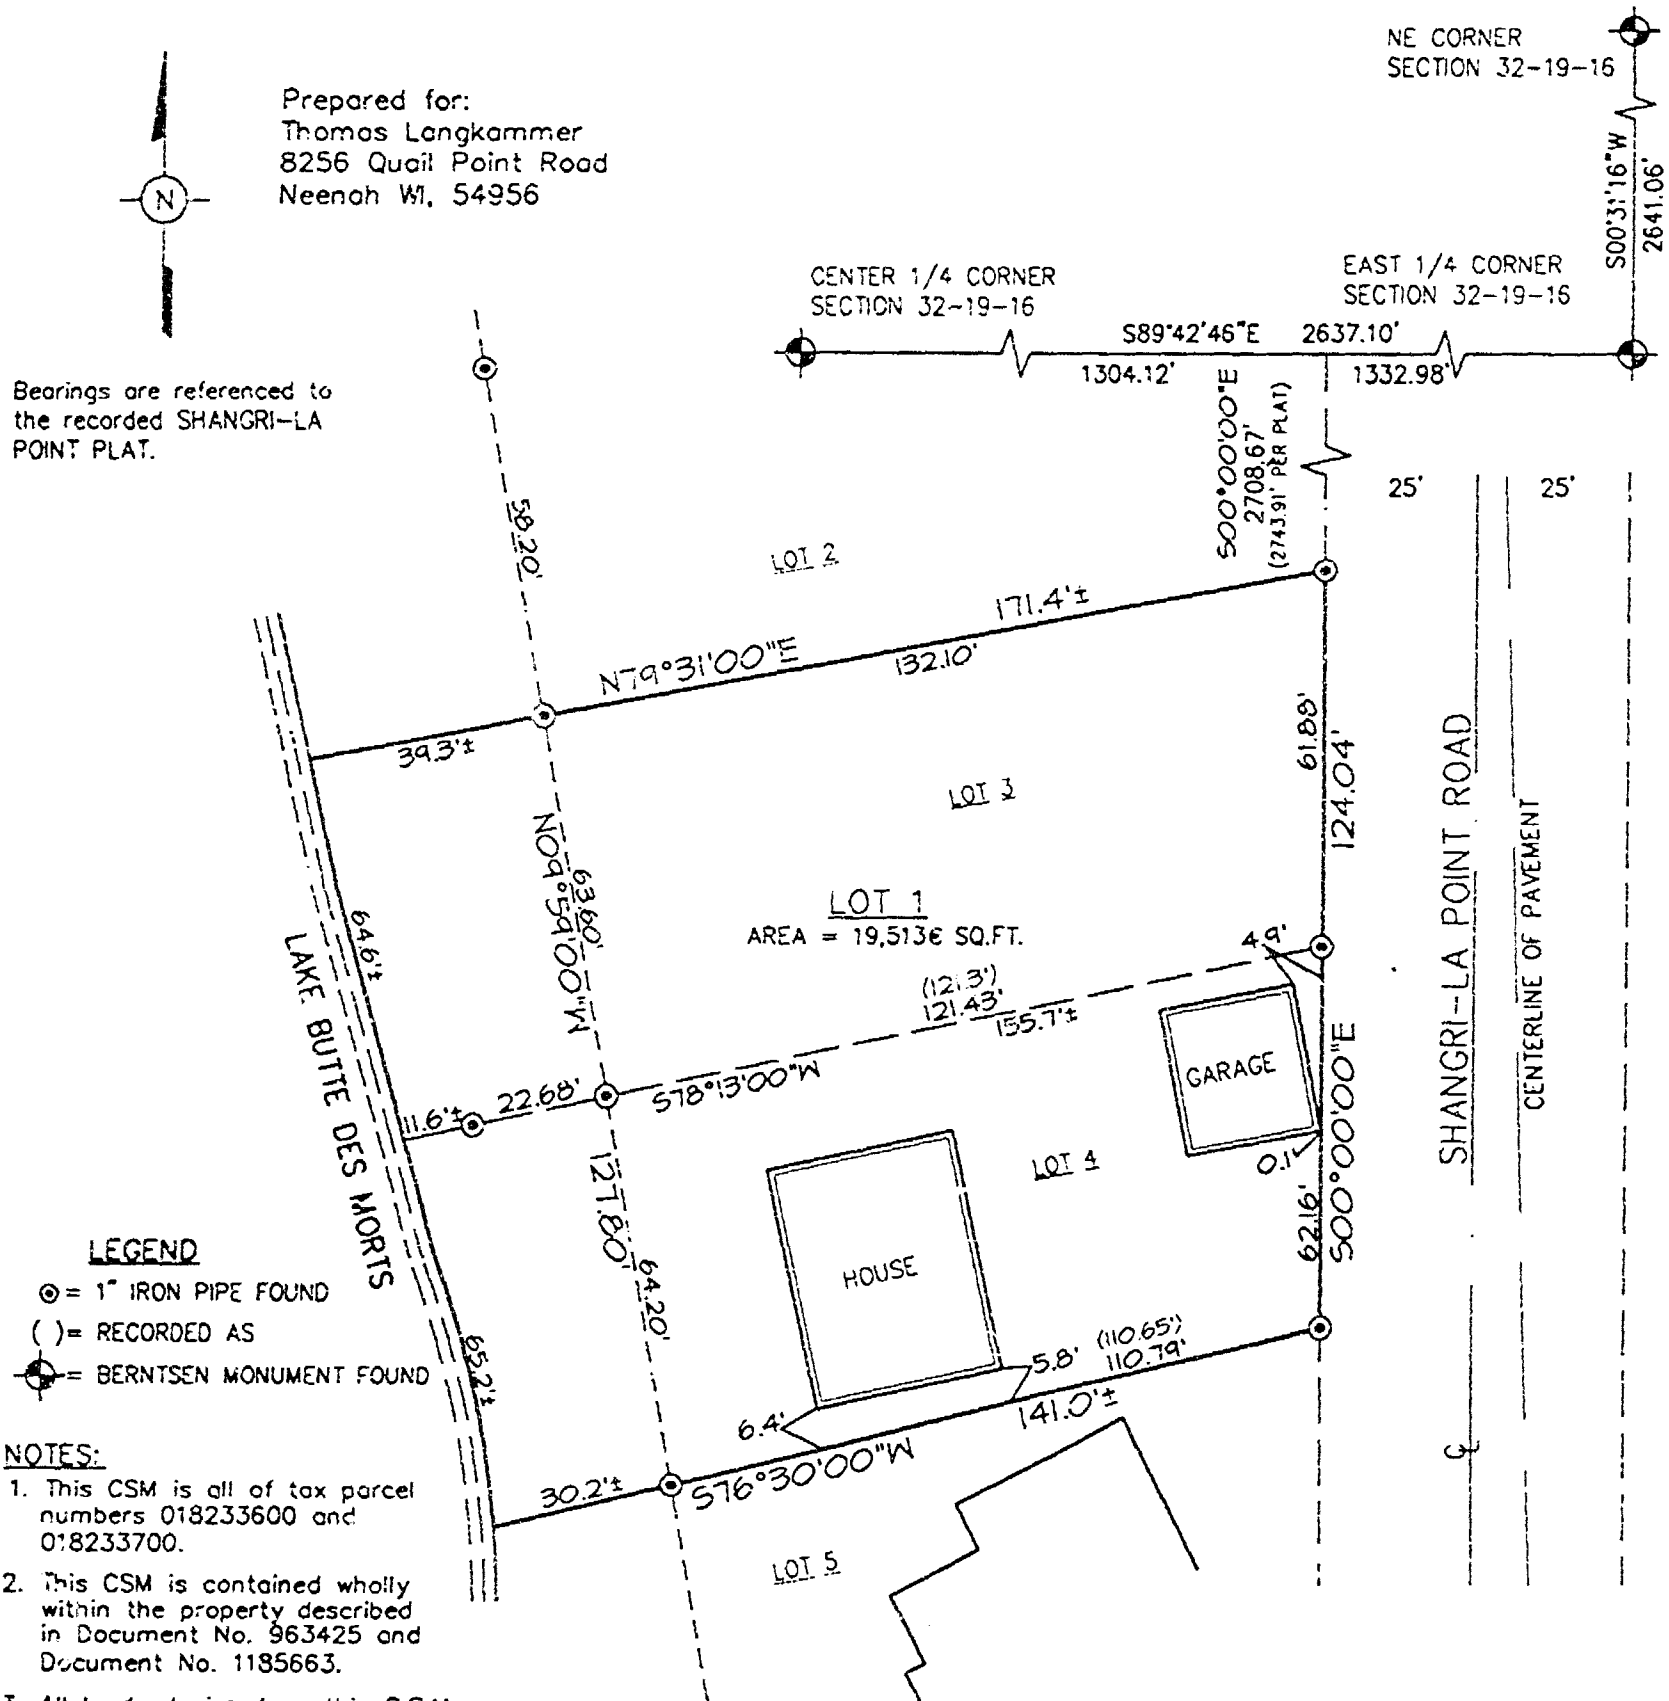 NE CORNER
SECTION 32-19-16
S00°31'16"W
2641.06'
N
Prepared for:
Thomas Langkammer
8256 Quail Point Road
Neenah WI, 54956
Bearings are referenced to
the recorded SHANGRI-LA
POINT PLAT.
CENTER 1/4 CORNER
SECTION 32-19-16
EAST 1/4 CORNER
SECTION 32-19-16
S89°42'46"E 2637.10'
1304.12'
1332.98'
S00°00'00"E
2708.67'
(2743.91' PER PLAT)
25'
25'
58.20'
LOT 2
171.4'±
N79°31'00"E
132.10'
39.3'±
61.88'
124.04'
LOT 3
N09°59'00"W
63.60'
LOT 1
AREA = 19,513€ SQ.FT.
64.6'±
LAKE BUTTE DES MORTS
4.9'
(121.3')
121.43'
155.7'±
S78°13'00"W
22.68'
11.6'±
GARAGE
0.1'
SHANGRI-LA POINT ROAD
CENTERLINE OF PAVEMENT
S00°00'00"E
62.16'
LOT 4
127.80'
64.20'
HOUSE
65.2'±
5.8'
(110.65')
110.79'
141.0'±
6.4'
S76°30'00"W
30.2'±
LOT 5
LEGEND
= 1" IRON PIPE FOUND
( )= RECORDED AS
= BERNTSEN MONUMENT FOUND
NOTES:
1. This CSM is all of tax parcel
numbers 018233600 and
018233700.
2. This CSM is contained wholly
within the property described
in Document No. 963425 and
Document No. 1185663.